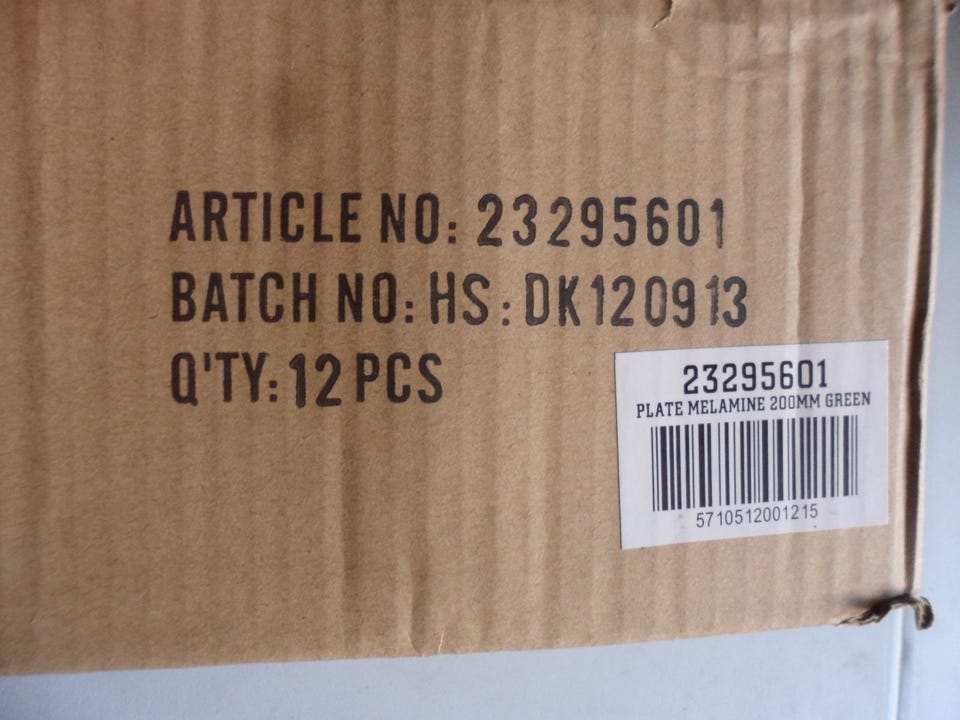 ARTICLE NO: 23295601
BATCH NO: HS: DK120913
Q'TY: 12 PCS
23295601
PLATE MELAMINE 200MM GREEN
5710512001215